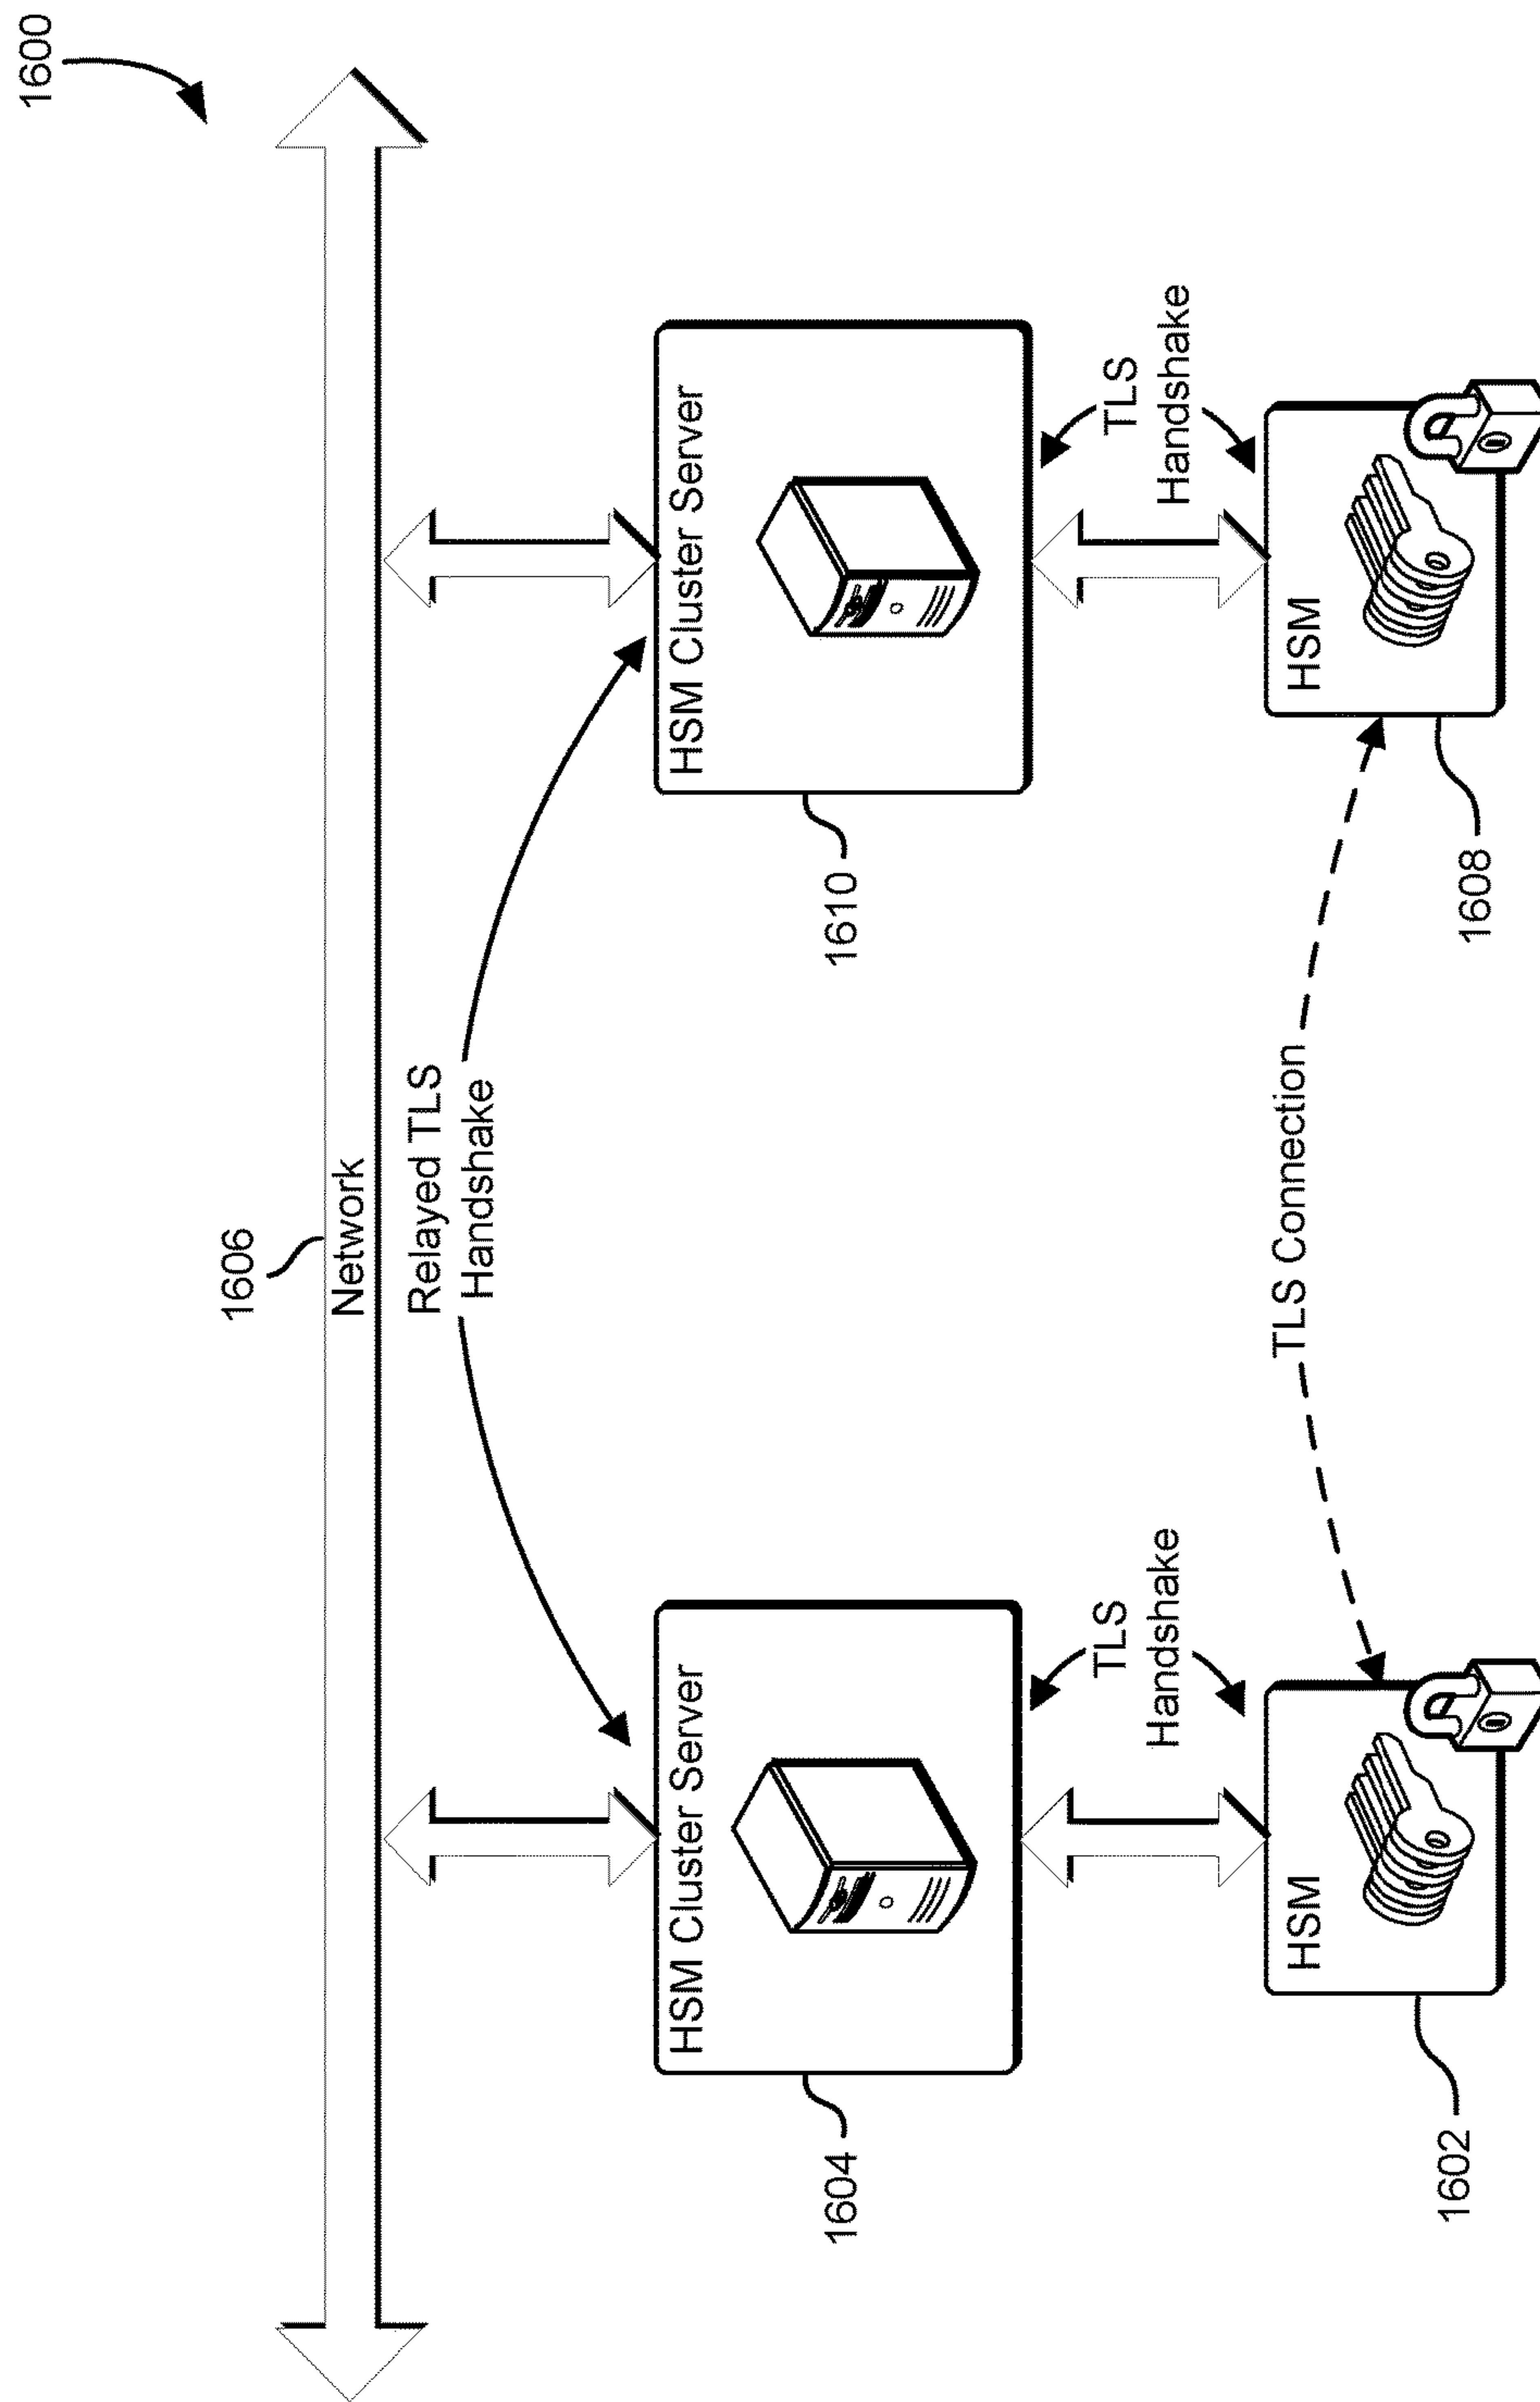 1600
1606
Network
Relayed TLS
Handshake
HSM Cluster Server
HSM Cluster Server
1604
1610
TLS
Handshake
TLS
Handshake
TLS Connection
HSM
HSM
1602
1608